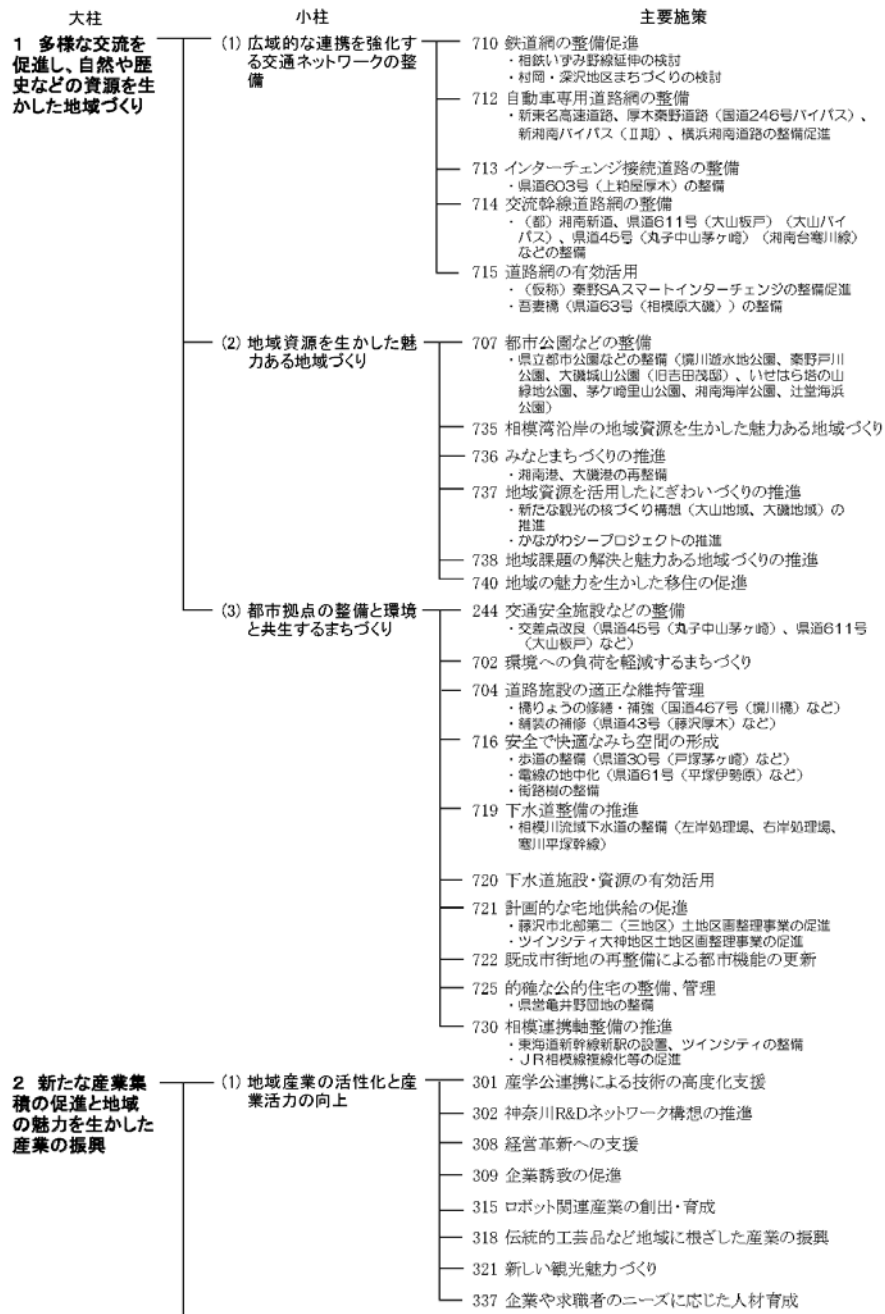 大柱
小柱
主要施策
1 多様な交流を
促進し、自然や歴
史などの資源を生
かした地域づくり
(1) 広域的な連携を強化す
る交通ネットワークの整
備
710 鉄道網の整備促進
・相鉄いずみ野線延伸の検討
・村岡・深沢地区まちづくりの検討
712 自動車専用道路網の整備
・新東名高速道路、厚木秦野道路（国道246号バイパス）、
新湘南バイパス（Ⅱ期）、横浜湘南道路の整備促進
713 インターチェンジ接続道路の整備
・県道603号（上粕屋厚木）の整備
714 交流幹線道路網の整備
・（都）湘南新道、県道611号（大山板戸）（大山バイ
パス）、県道45号（丸子中山茅ヶ崎）（湘南台寒川線）
などの整備
715 道路網の有効活用
・（仮称）秦野SAスマートインターチェンジの整備促進
・吾妻橋（県道63号（相模原大磯））の整備
(2) 地域資源を生かした魅
力ある地域づくり
707 都市公園などの整備
・県立都市公園などの整備（境川遊水地公園、秦野戸川
公園、大磯城山公園（旧吉田茂邸）、いせはら塔の山
緑地公園、茅ケ崎里山公園、湘南海岸公園、辻堂海浜
公園）
735 相模湾沿岸の地域資源を生かした魅力ある地域づくり
736 みなとまちづくりの推進
・湘南港、大磯港の再整備
737 地域資源を活用したにぎわいづくりの推進
・新たな観光の核づくり構想（大山地域、大磯地域）の
推進
・かながわシープロジェクトの推進
738 地域課題の解決と魅力ある地域づくりの推進
740 地域の魅力を生かした移住の促進
(3) 都市拠点の整備と環境
と共生するまちづくり
244 交通安全施設などの整備
・交差点改良（県道45号（丸子中山茅ヶ崎）、県道611号
（大山板戸）など）
702 環境への負荷を軽減するまちづくり
704 道路施設の適正な維持管理
・橋りょうの修繕・補強（国道467号（境川橋）など）
・舗装の補修（県道43号（藤沢厚木）など）
716 安全で快適なみち空間の形成
・歩道の整備（県道30号（戸塚茅ヶ崎）など）
・電線の地中化（県道61号（平塚伊勢原）など）
・街路樹の整備
719 下水道整備の推進
・相模川流域下水道の整備（左岸処理場、右岸処理場、
寒川平塚幹線）
720 下水道施設・資源の有効活用
721 計画的な宅地供給の促進
・藤沢市北部第二（三地区）土地区画整理事業の促進
・ツインシティ大神地区土地区画整理事業の促進
722 既成市街地の再整備による都市機能の更新
725 的確な公的住宅の整備、管理
・県営亀井野団地の整備
730 相模連携軸整備の推進
・東海道新幹線新駅の設置、ツインシティの整備
・ＪＲ相模線複線化等の促進
2 新たな産業集
積の促進と地域
の魅力を生かした
産業の振興
(1) 地域産業の活性化と産
業活力の向上
301 産学公連携による技術の高度化支援
302 神奈川R&Dネットワーク構想の推進
308 経営革新への支援
309 企業誘致の促進
315 ロボット関連産業の創出・育成
318 伝統的工芸品など地域に根ざした産業の振興
321 新しい観光魅力づくり
337 企業や求職者のニーズに応じた人材育成